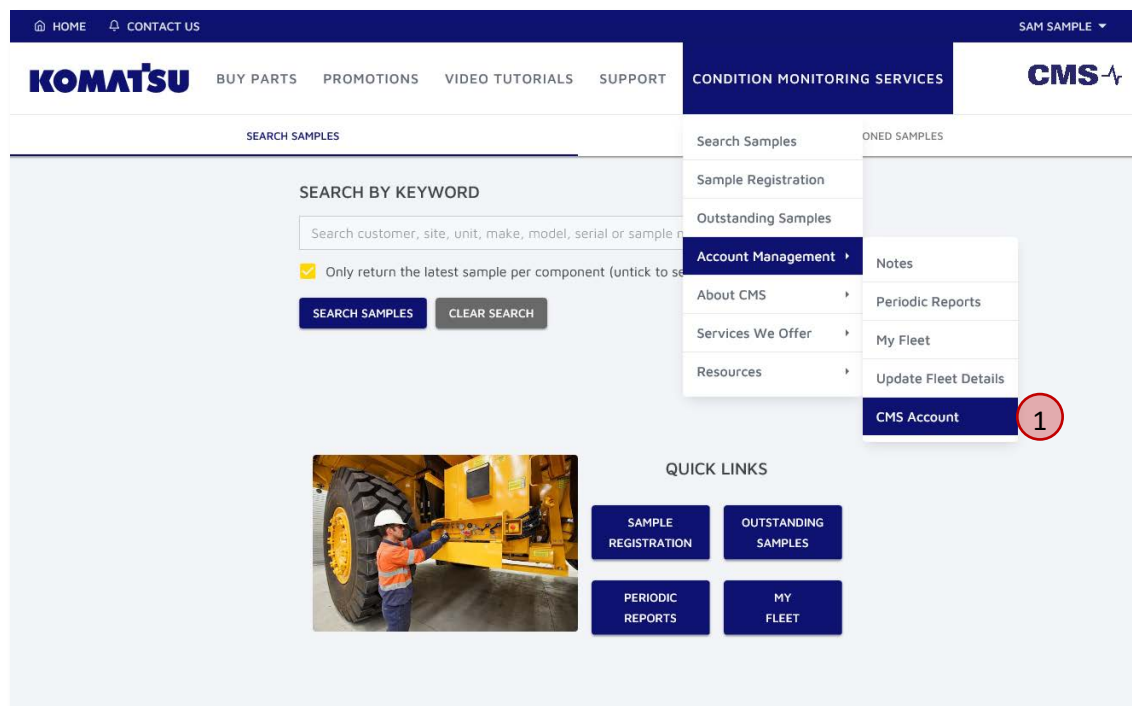 HOME CONTACT US SAM SAMPLE
KOMATSU BUY PARTS PROMOTIONS VIDEO TUTORIALS SUPPORT CONDITION MONITORING SERVICES CMS
SEARCH SAMPLES ONED SAMPLES
Search Samples
Sample Registration
Outstanding Samples
Account Management
About CMS
Services We Offer
Resources
Notes
Periodic Reports
My Fleet
Update Fleet Details
CMS Account
1
SEARCH BY KEYWORD
Search customer, site, unit, make, model, serial or sample n
Only return the latest sample per component (untick to se
SEARCH SAMPLES CLEAR SEARCH
QUICK LINKS
SAMPLE
REGISTRATION
OUTSTANDING
SAMPLES
PERIODIC
REPORTS
MY
FLEET